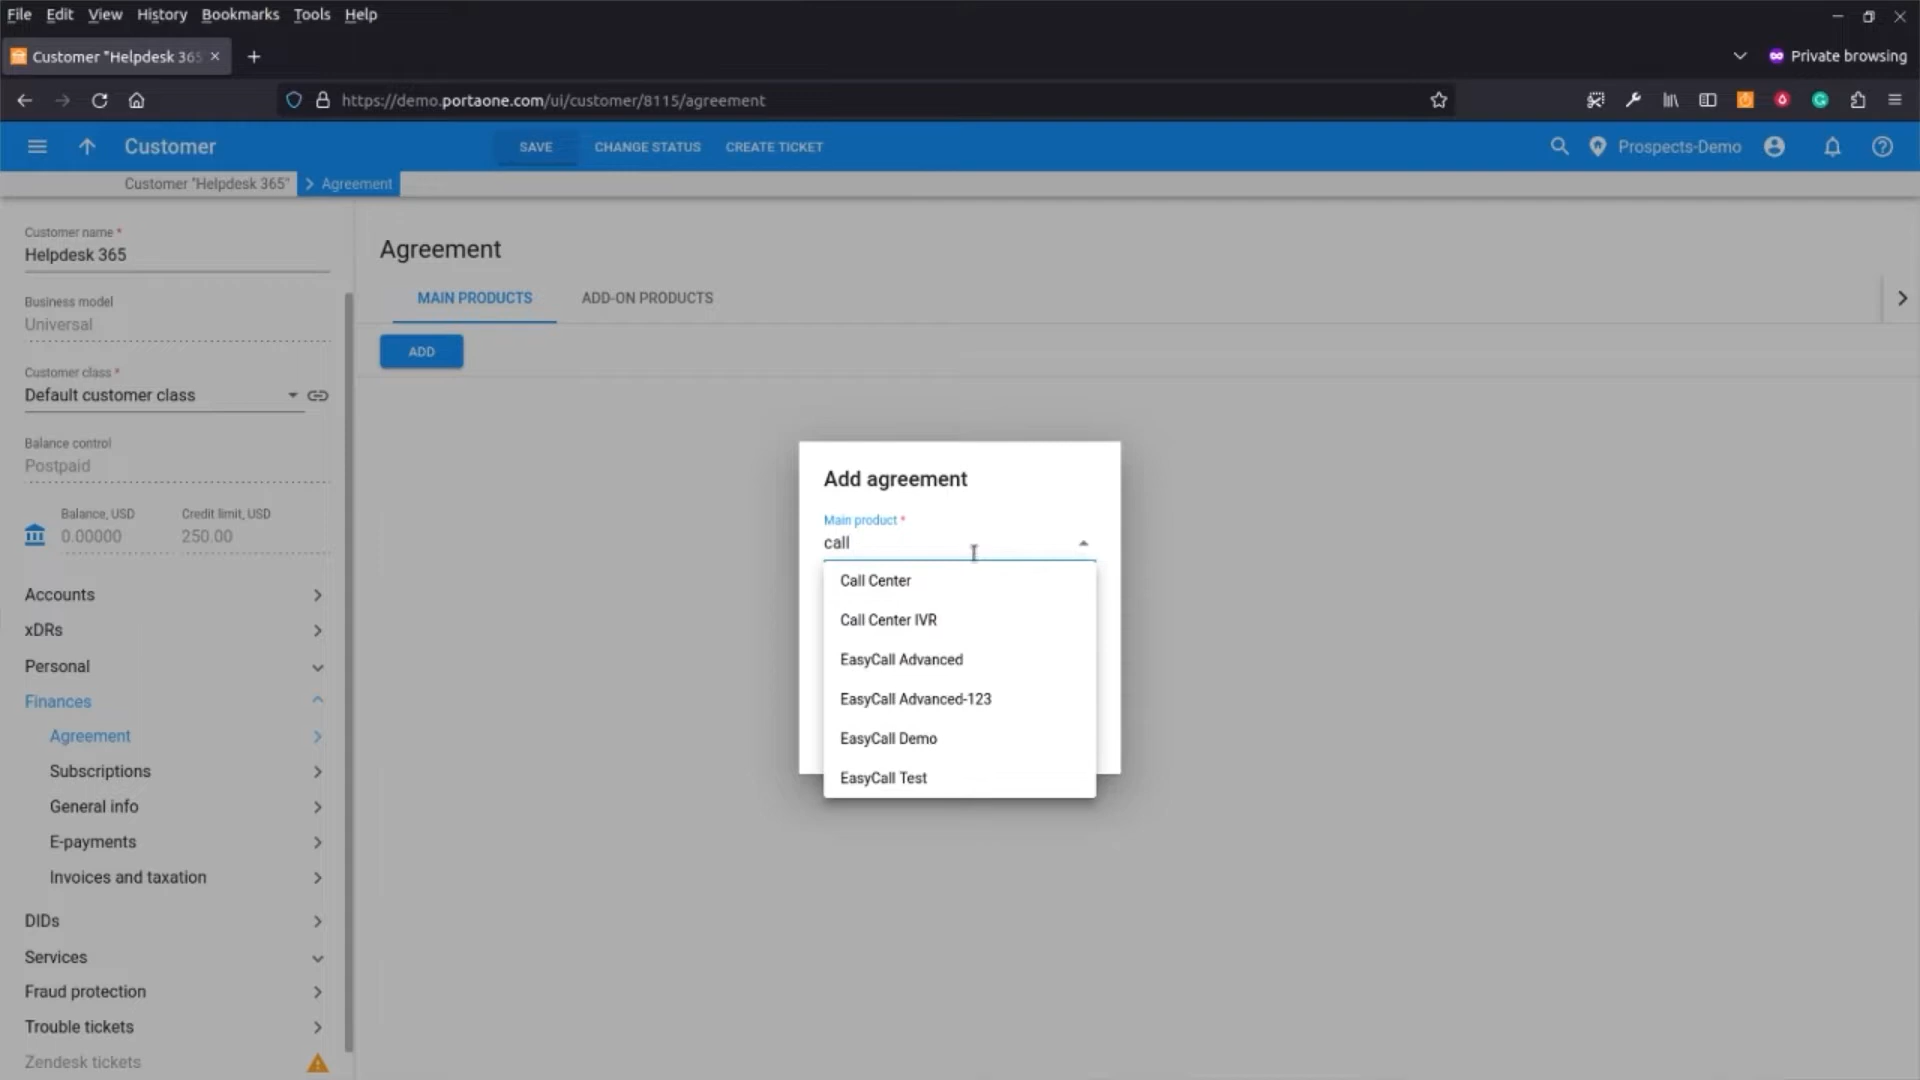 File Edit View History Bookmarks Tools Help
Customer "Helpdesk 365
Private browsing
https://demo.portaone.com/ui/customer/8115/agreement
Customer SAVE CHANGE STATUS CREATE TICKET Prospects-Demo
Customer "Helpdesk 365" Agreement
Customer name *
Helpdesk 365
Business model
Universal
Customer class *
Default customer class
Balance control
Postpaid
Balance, USD Credit limit, USD
0.00000 250.00
Accounts
xDRs
Personal
Finances
Agreement
Subscriptions
General info
E-payments
Invoices and taxation
DIDs
Services
Fraud protection
Trouble tickets
Zendesk tickets
Agreement
MAIN PRODUCTS ADD-ON PRODUCTS
ADD
Add agreement
Main product *
call
Call Center
Call Center IVR
EasyCall Advanced
EasyCall Advanced-123
EasyCall Demo
EasyCall Test